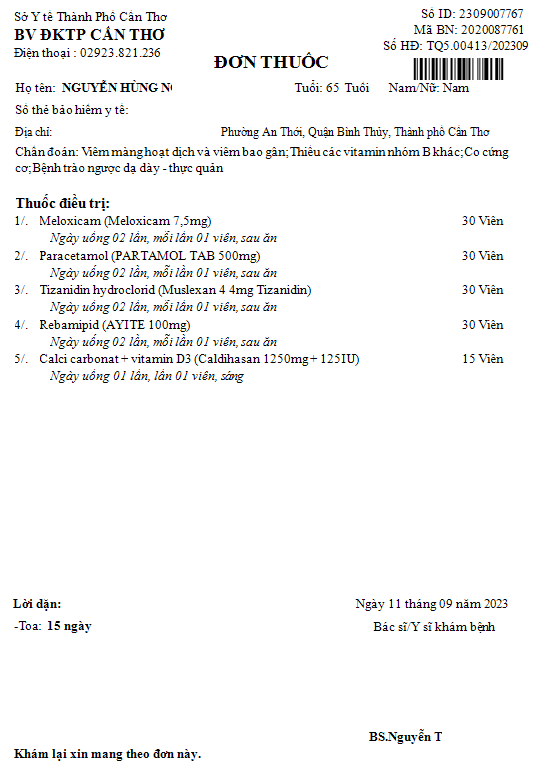 Sở Y tế Thành Phố Cần Thơ
BV ĐKTP CẦN THƠ
Điện thoại : 02923.821.236
Số ID: 2309007767
Mã BN: 2020087761
Số HĐ: TQ5.00413/202309
ĐƠN THUỐC
Họ tên: NGUYỄN HÙNG Tuổi: 65 Tuổi Nam/Nữ: Nam
Số thẻ bảo hiểm y tế:
Địa chỉ: Phường An Thới, Quận Bình Thủy, Thành phố Cần Thơ
Chẩn đoán: Viêm màng hoạt dịch và viêm bao gân;Thiếu các vitamin nhóm B khác;Co cứng
cơ;Bệnh trào ngược dạ dày - thực quản
Thuốc điều trị:
1/. Meloxicam (Meloxicam 7,5mg) 30 Viên
Ngày uống 02 lần, mỗi lần 01 viên, sau ăn
2/. Paracetamol (PARTAMOL TAB 500mg) 30 Viên
Ngày uống 02 lần, mỗi lần 01 viên, sau ăn
3/. Tizanidin hydroclorid (Muslexan 4 4mg Tizanidin) 30 Viên
Ngày uống 02 lần, mỗi lần 01 viên, sau ăn
4/. Rebamipid (AYITE 100mg) 30 Viên
Ngày uống 02 lần, mỗi lần 01 viên, sau ăn
5/. Calci carbonat + vitamin D3 (Caldihasan 1250mg + 125IU) 15 Viên
Ngày uống 01 lần, lần 01 viên, sáng
Lời dặn:
-Toa: 15 ngày
Ngày 11 tháng 09 năm 2023
Bác sĩ/Y sĩ khám bệnh
BS.Nguyễn T
Khám lại xin mang theo đơn này.